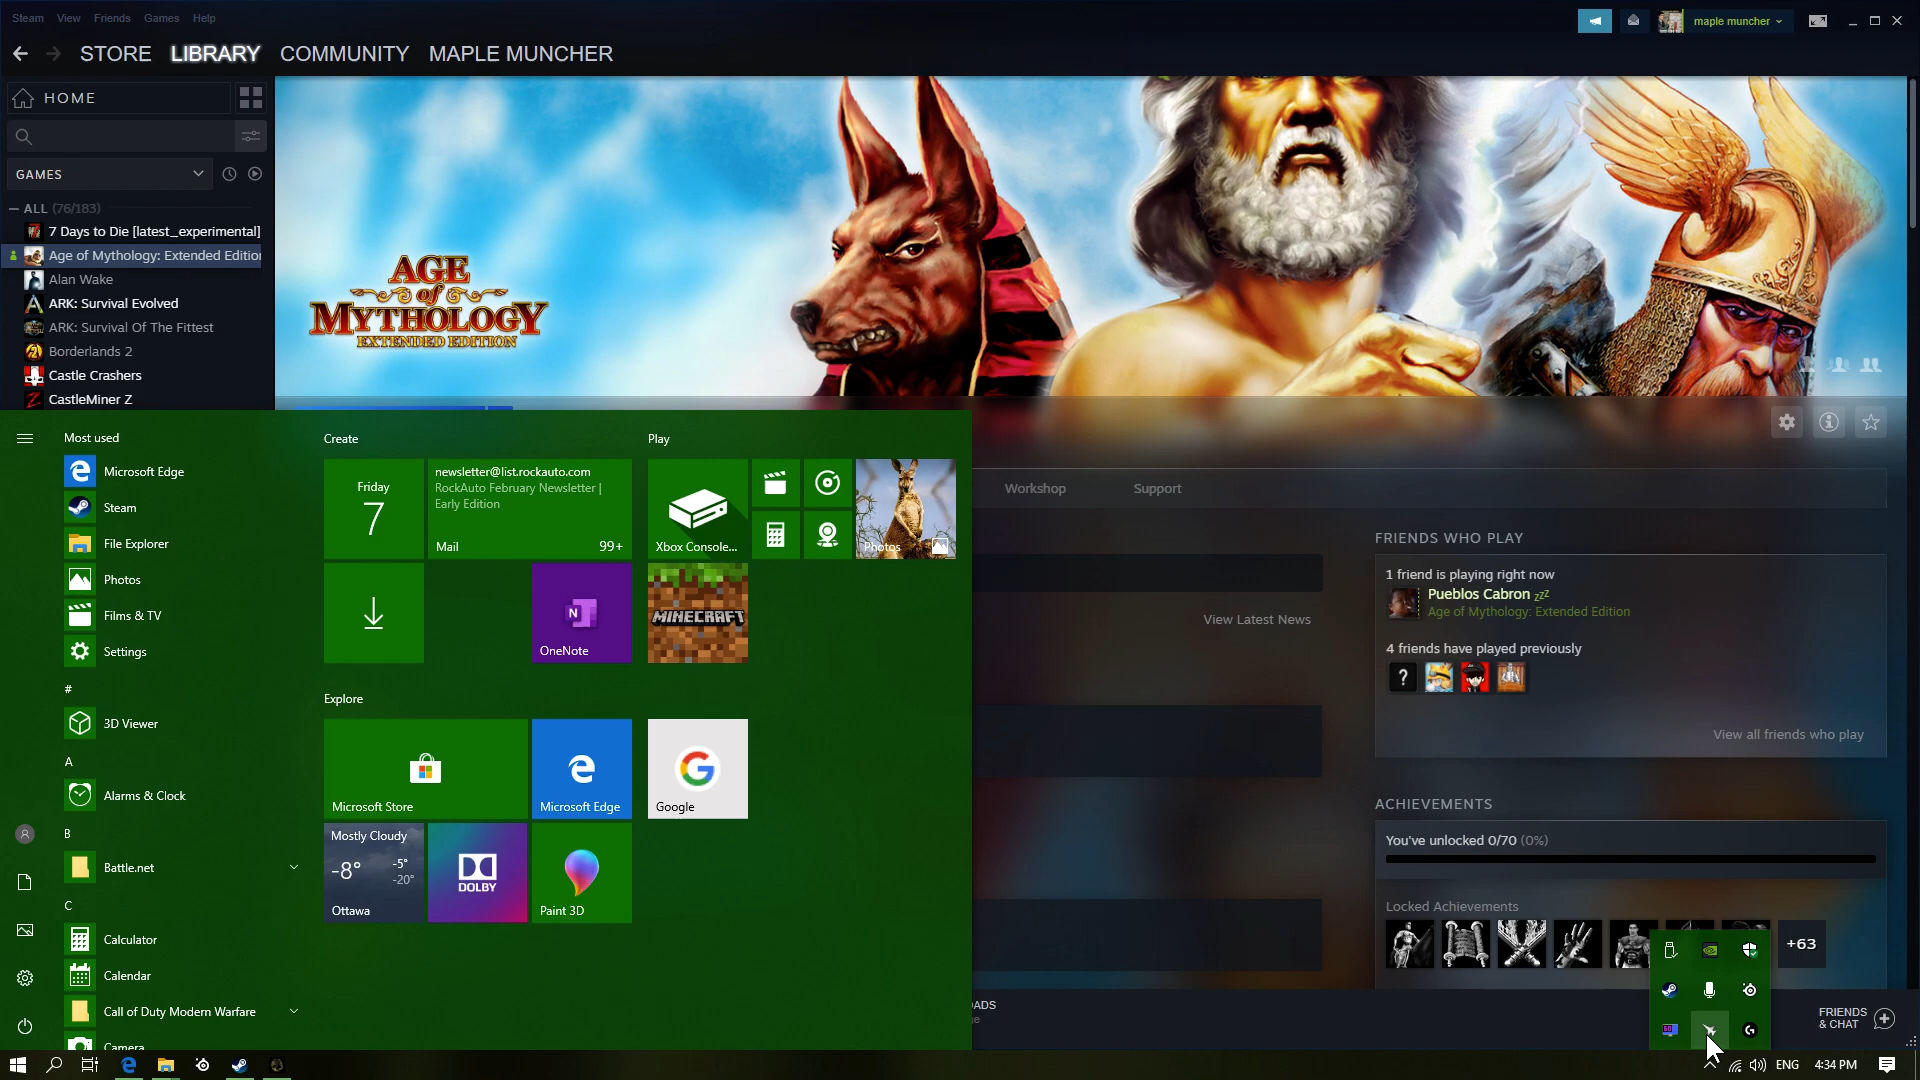 Steam View Friends Games Help
maple muncher
STORE LIBRARY COMMUNITY MAPLE MUNCHER
HOME
GAMES
ALL (76/183)
7 Days to Die [latest_experimental]
Age of Mythology: Extended Editio
Alan Wake
ARK: Survival Evolved
ARK: Survival Of The Fittest
Borderlands 2
Castle Crashers
CastleMiner Z
AGE
of
MYTHOLOGY
EXTENDED EDITION
Workshop
Support
View Latest News
FRIENDS WHO PLAY
1 friend is playing right now
Pueblos Cabron zzZ
Age of Mythology: Extended Edition
4 friends have played previously
?
View all friends who play
ACHIEVEMENTS
You've unlocked 0/70 (0%)
Locked Achievements
+63
FRIENDS
& CHAT
Most used
Microsoft Edge
Steam
File Explorer
Photos
Films & TV
Settings
#
3D Viewer
A
Alarms & Clock
B
Battle.net
C
Calculator
Calendar
Call of Duty Modern Warfare
Camera
Create
Friday
7
newsletter@list.rockauto.com
RockAuto February Newsletter |
Early Edition
Mail 99+
OneNote
Play
Xbox Console...
Photos
MINECRAFT
Explore
Microsoft Store
Microsoft Edge
Google
Mostly Cloudy
-8° -5°
-20°
Ottawa
DOLBY
Paint 3D
ENG 4:34 PM